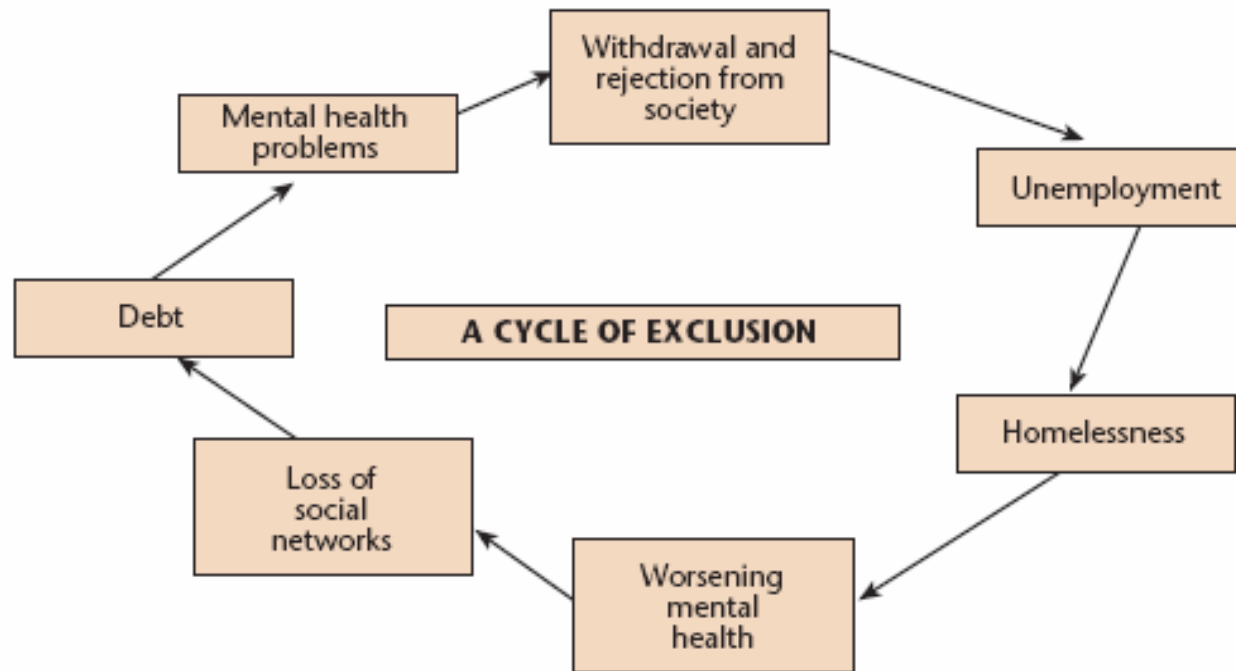 Withdrawal and
rejection from
society
Mental health
problems
Unemployment
Debt
A CYCLE OF EXCLUSION
Homelessness
Loss of
social
networks
Worsening
mental
health